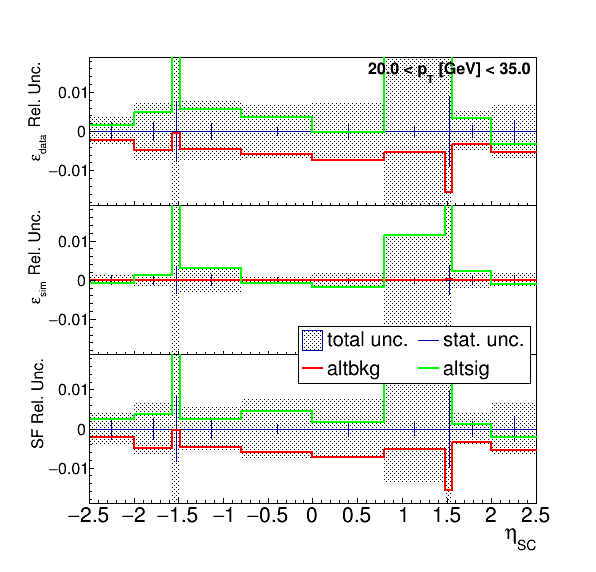 20.0 < p_T [GeV] < 35.0
ε_data Rel. Unc.
0.01
0
−0.01
ε_sim Rel. Unc.
0.01
0
−0.01
total unc. stat. unc.
altbkg altsig
SF Rel. Unc.
0.01
0
−0.01
−2.5 −2 −1.5 −1 −0.5 0 0.5 1 1.5 2 2.5
η_SC